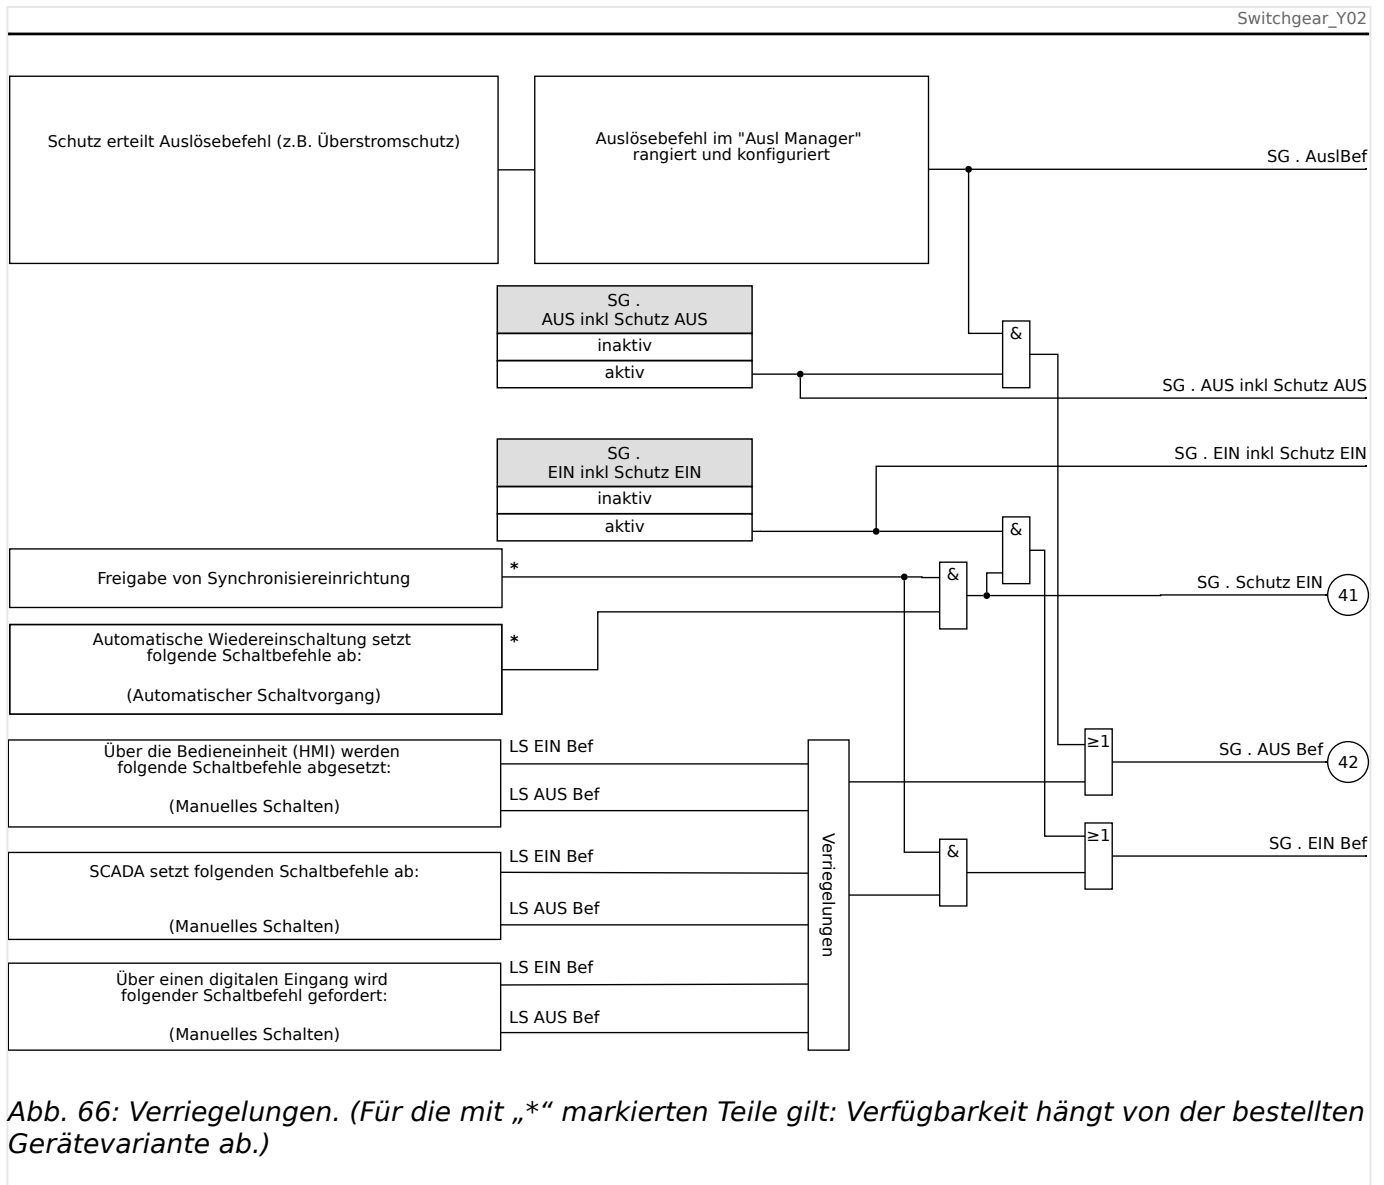 Switchgear_Y02
Schutz erteilt Auslösebefehl (z.B. Überstromschutz)
Auslösebefehl im "Ausl Manager"
rangiert und konfiguriert
SG . AuslBef
SG .
AUS inkl Schutz AUS
inaktiv
aktiv
&
SG . AUS inkl Schutz AUS
SG .
EIN inkl Schutz EIN
inaktiv
aktiv
SG . EIN inkl Schutz EIN
&
Freigabe von Synchronisiereinrichtung
*
&
SG . Schutz EIN
41
Automatische Wiedereinschaltung setzt
folgende Schaltbefehle ab:
(Automatischer Schaltvorgang)
*
Über die Bedieneinheit (HMI) werden
folgende Schaltbefehle abgesetzt:
(Manuelles Schalten)
LS EIN Bef
LS AUS Bef
≥1
SG . AUS Bef
42
SCADA setzt folgenden Schaltbefehle ab:
(Manuelles Schalten)
LS EIN Bef
LS AUS Bef
Verriegelungen
&
≥1
SG . EIN Bef
Über einen digitalen Eingang wird
folgender Schaltbefehl gefordert:
(Manuelles Schalten)
LS EIN Bef
LS AUS Bef
Abb. 66: Verriegelungen. (Für die mit „*“ markierten Teile gilt: Verfügbarkeit hängt von der bestellten
Gerätevariante ab.)